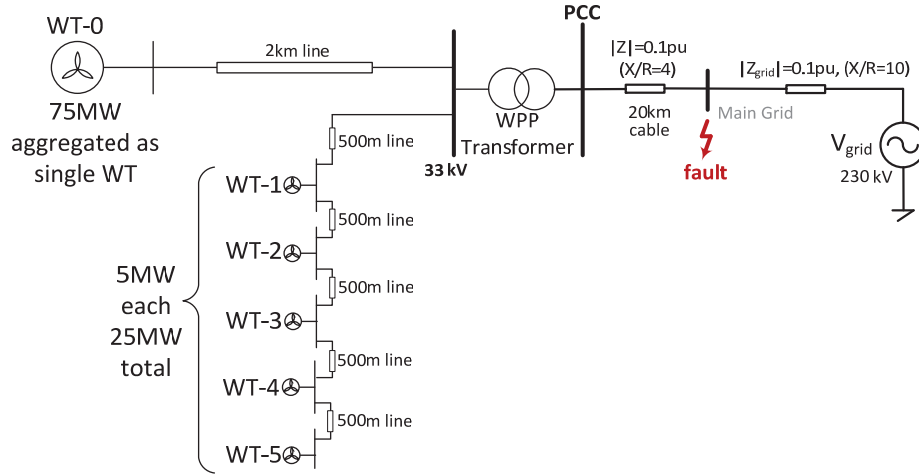 WT-0
75MW
aggregated as
single WT
2km line
33 kV
WPP
Transformer
PCC
|Z|=0.1pu
(X/R=4)
20km
cable
Main Grid
fault
|Zgrid|=0.1pu, (X/R=10)
Vgrid
230 kV
500m line
WT-1
500m line
WT-2
500m line
WT-3
500m line
WT-4
500m line
WT-5
5MW
each
25MW
total